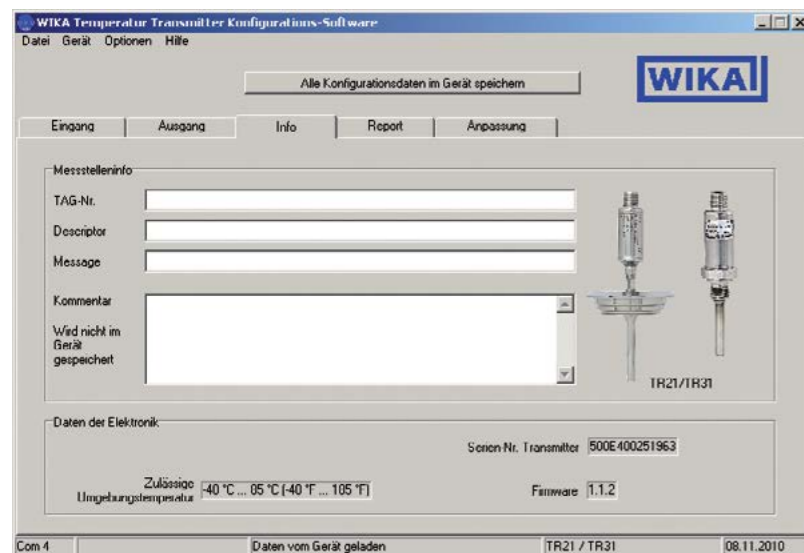 WIKA Temperatur Transmitter Konfigurations-Software
Datei Gerät Optionen Hilfe
Alle Konfigurationsdaten im Gerät speichern
WIKA
Eingang Ausgang Info Report Anpassung
Messstelleninfo
TAG-Nr.
Descriptor
Message
Kommentar
Wird nicht im
Gerät
gespeichert
TR21/TR31
Daten der Elektronik
Serien-Nr. Transmitter 500E400251963
Zulässige
Umgebungstemperatur -40 °C ... 85 °C (-40 °F ... 105 °F)
Firmware 1.1.2
Com 4 Daten vom Gerät geladen TR21 / TR31 08.11.2010